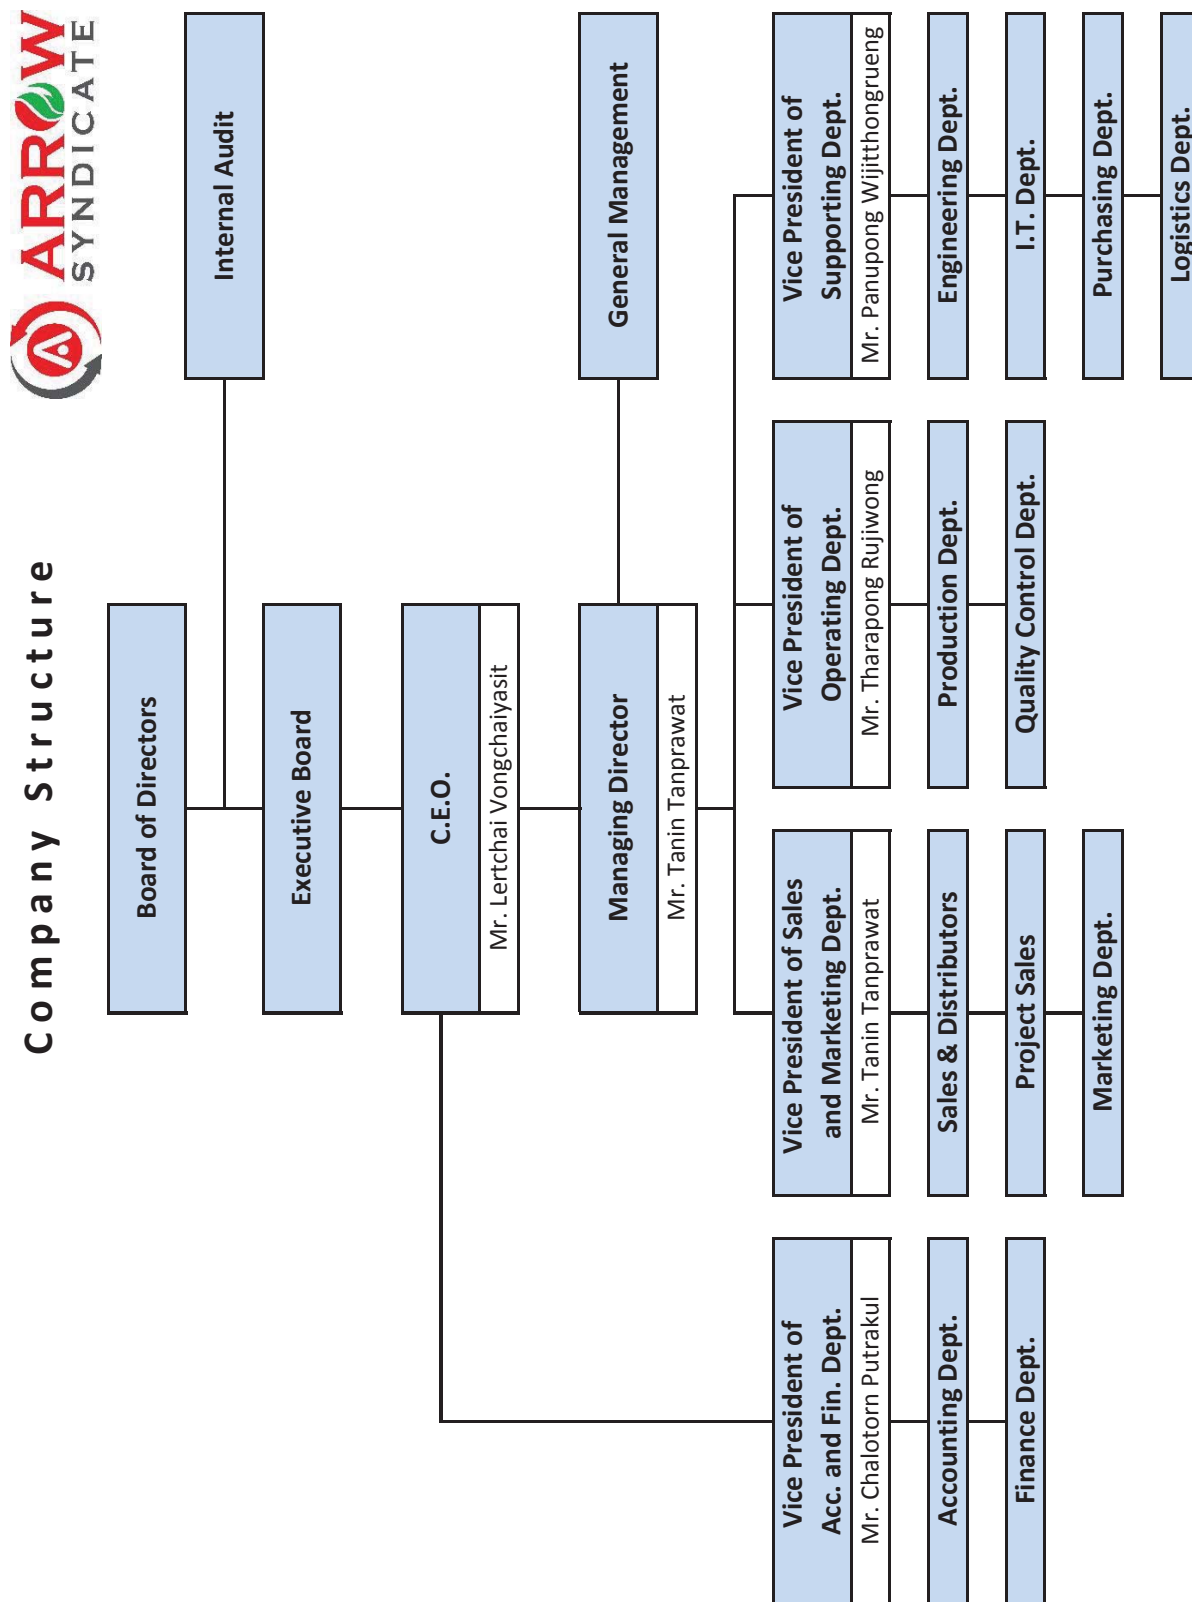 ARROW
SYNDICATE
Company Structure
Board of Directors
Internal Audit
Executive Board
C.E.O.
Mr. Lertchai Vongchaiyasit
Managing Director
Mr. Tanin Tanprawat
General Management
Vice President of
Acc. and Fin. Dept.
Mr. Chalotorn Putrakul
Accounting Dept.
Finance Dept.
Vice President of Sales
and Marketing Dept.
Mr. Tanin Tanprawat
Sales & Distributors
Project Sales
Marketing Dept.
Vice President of
Operating Dept.
Mr. Tharapong Rujiwong
Production Dept.
Quality Control Dept.
Vice President of
Supporting Dept.
Mr. Panupong Wijitthongrueng
Engineering Dept.
I.T. Dept.
Purchasing Dept.
Logistics Dept.